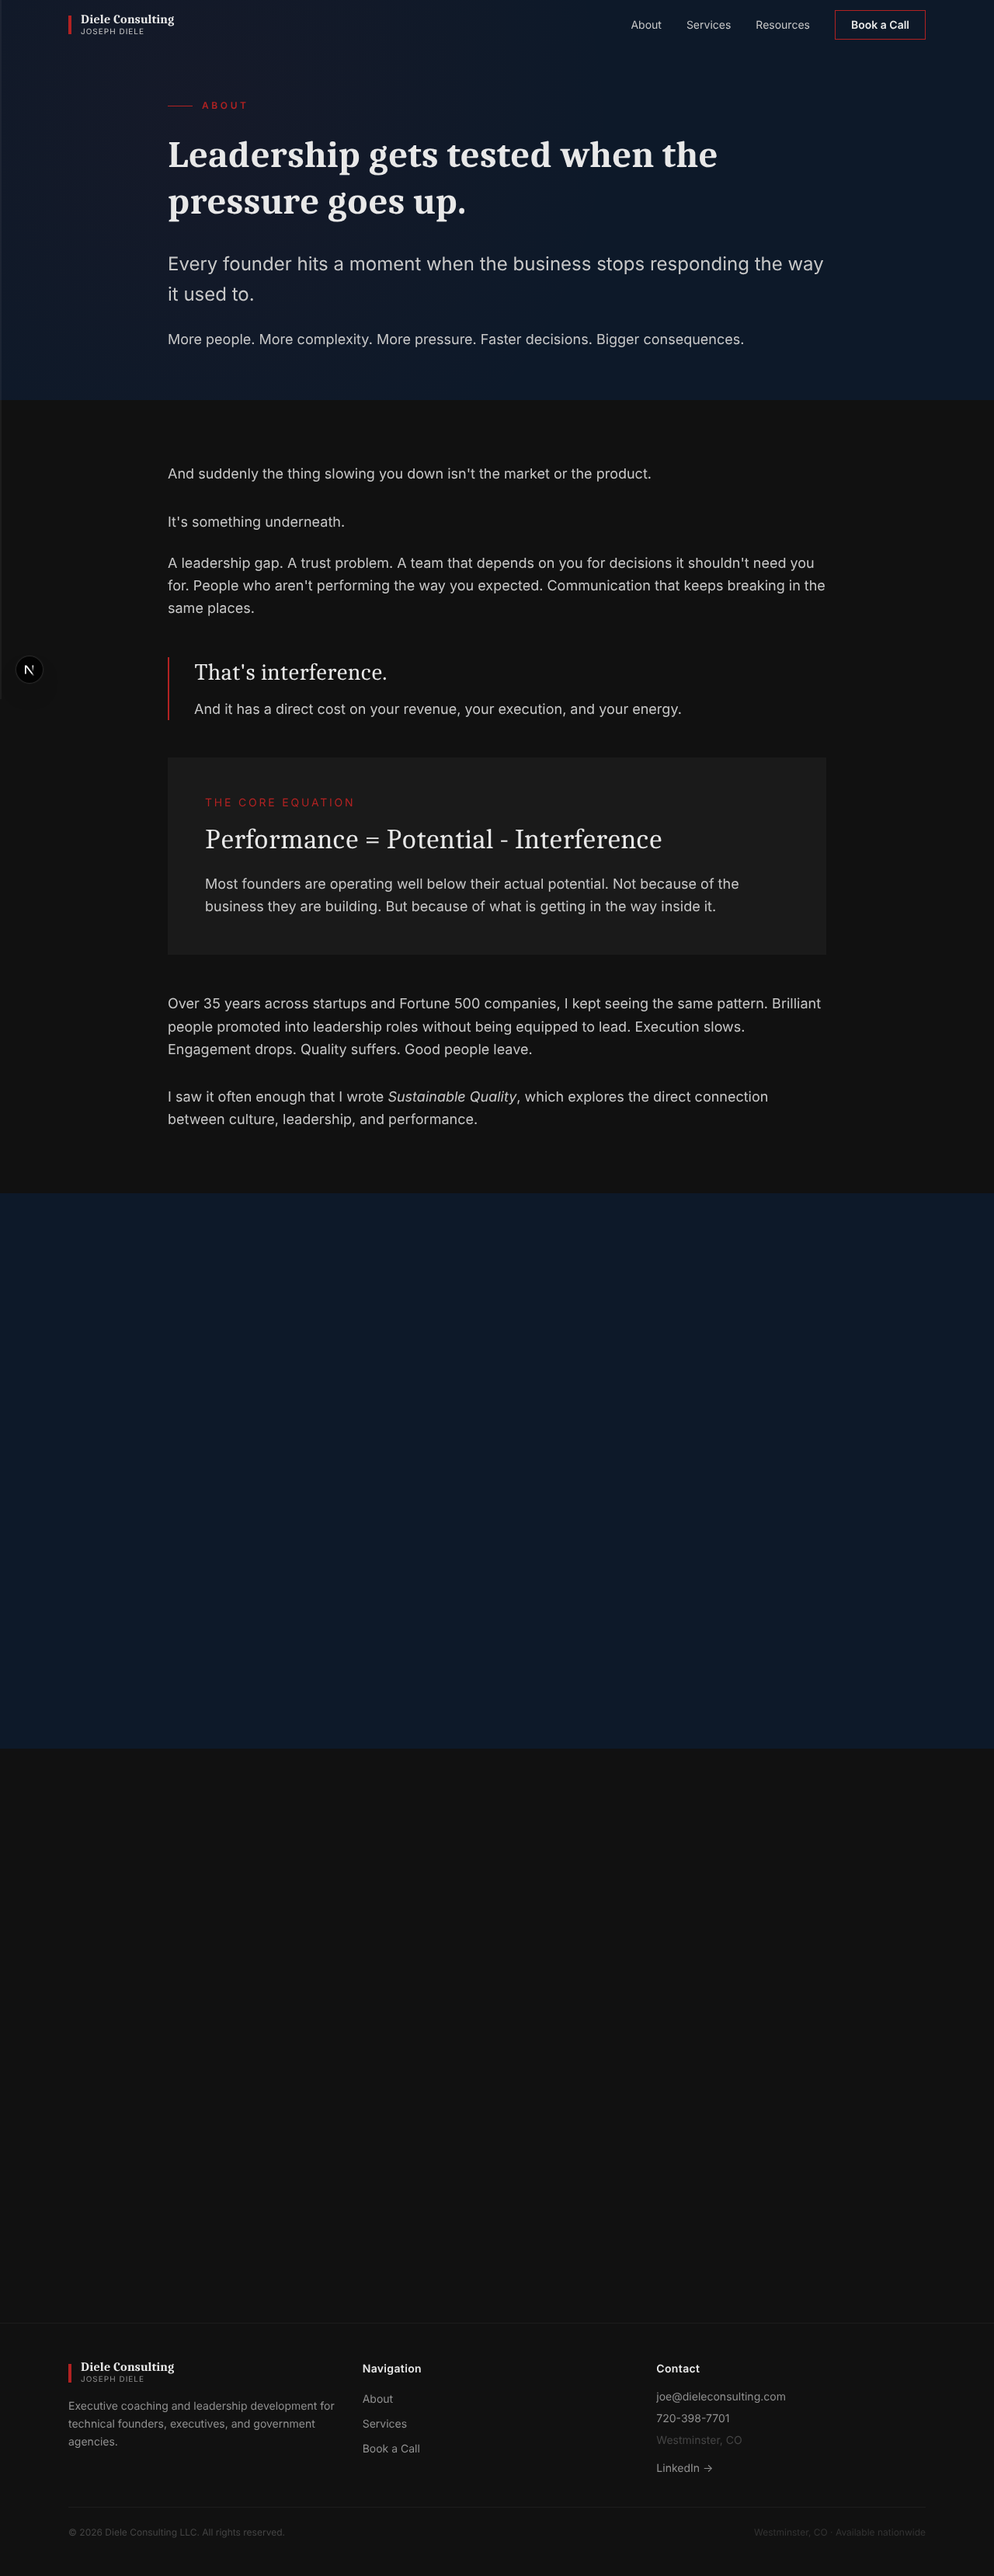 Diele Consulting
JOSEPH DIELE
About
Services
Resources
Book a Call
ABOUT
Leadership gets tested when the
pressure goes up.
Every founder hits a moment when the business stops responding the way
it used to.
More people. More complexity. More pressure. Faster decisions. Bigger consequences.
And suddenly the thing slowing you down isn't the market or the product.
It's something underneath.
A leadership gap. A trust problem. A team that depends on you for decisions it shouldn't need you
for. People who aren't performing the way you expected. Communication that keeps breaking in the
same places.
N
That's interference.
And it has a direct cost on your revenue, your execution, and your energy.
THE CORE EQUATION
Performance = Potential - Interference
Most founders are operating well below their actual potential. Not because of the
business they are building. But because of what is getting in the way inside it.
Over 35 years across startups and Fortune 500 companies, I kept seeing the same pattern. Brilliant
people promoted into leadership roles without being equipped to lead. Execution slows.
Engagement drops. Quality suffers. Good people leave.
I saw it often enough that I wrote Sustainable Quality, which explores the direct connection
between culture, leadership, and performance.
Diele Consulting
JOSEPH DIELE
Executive coaching and leadership development for
technical founders, executives, and government
agencies.
Navigation
About
Services
Book a Call
Contact
joe@dieleconsulting.com
720-398-7701
Westminster, CO
LinkedIn →
© 2026 Diele Consulting LLC. All rights reserved.
Westminster, CO · Available nationwide